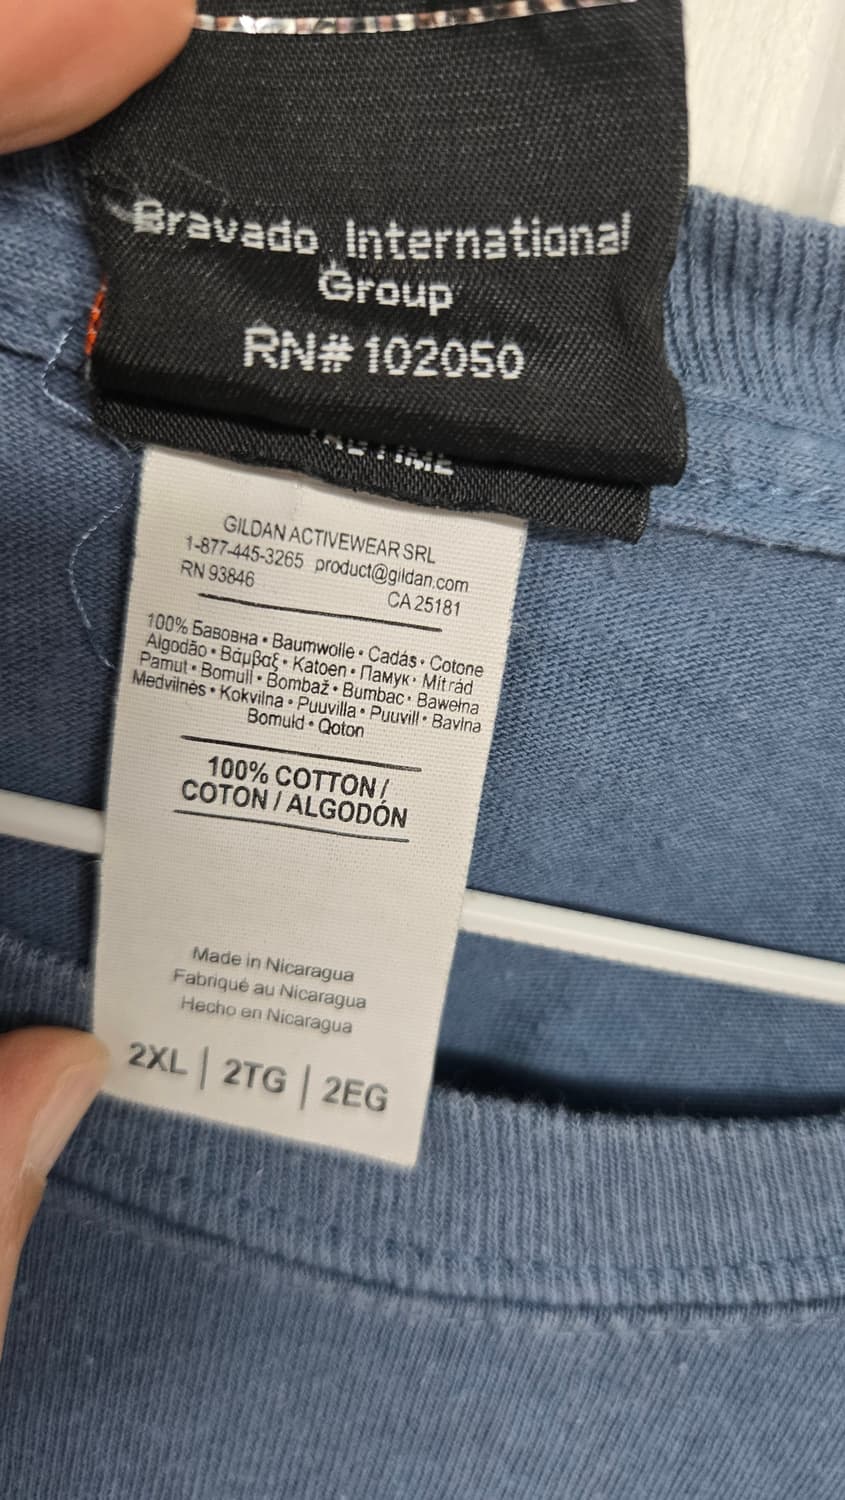 Bravado International
Group
RN# 102050
GILDAN ACTIVEWEAR SRL
1-877-445-3265 product@gildan.com
RN 93846
CA 25181
100% Бавовна • Baumwolle • Cadás • Cotone
Algodão • Βάμβαξ • Katoen • Памук • Mitrād
Pamut • Bomull • Bombaž • Bumbac • Bawełna
Medvilnės • Kokvilna • Puuvilla • Puuvill • Bavlna
Bomuld • Qoton
100% COTTON /
COTON / ALGODÓN
Made in Nicaragua
Fabriqué au Nicaragua
Hecho en Nicaragua
2XL | 2TG | 2EG